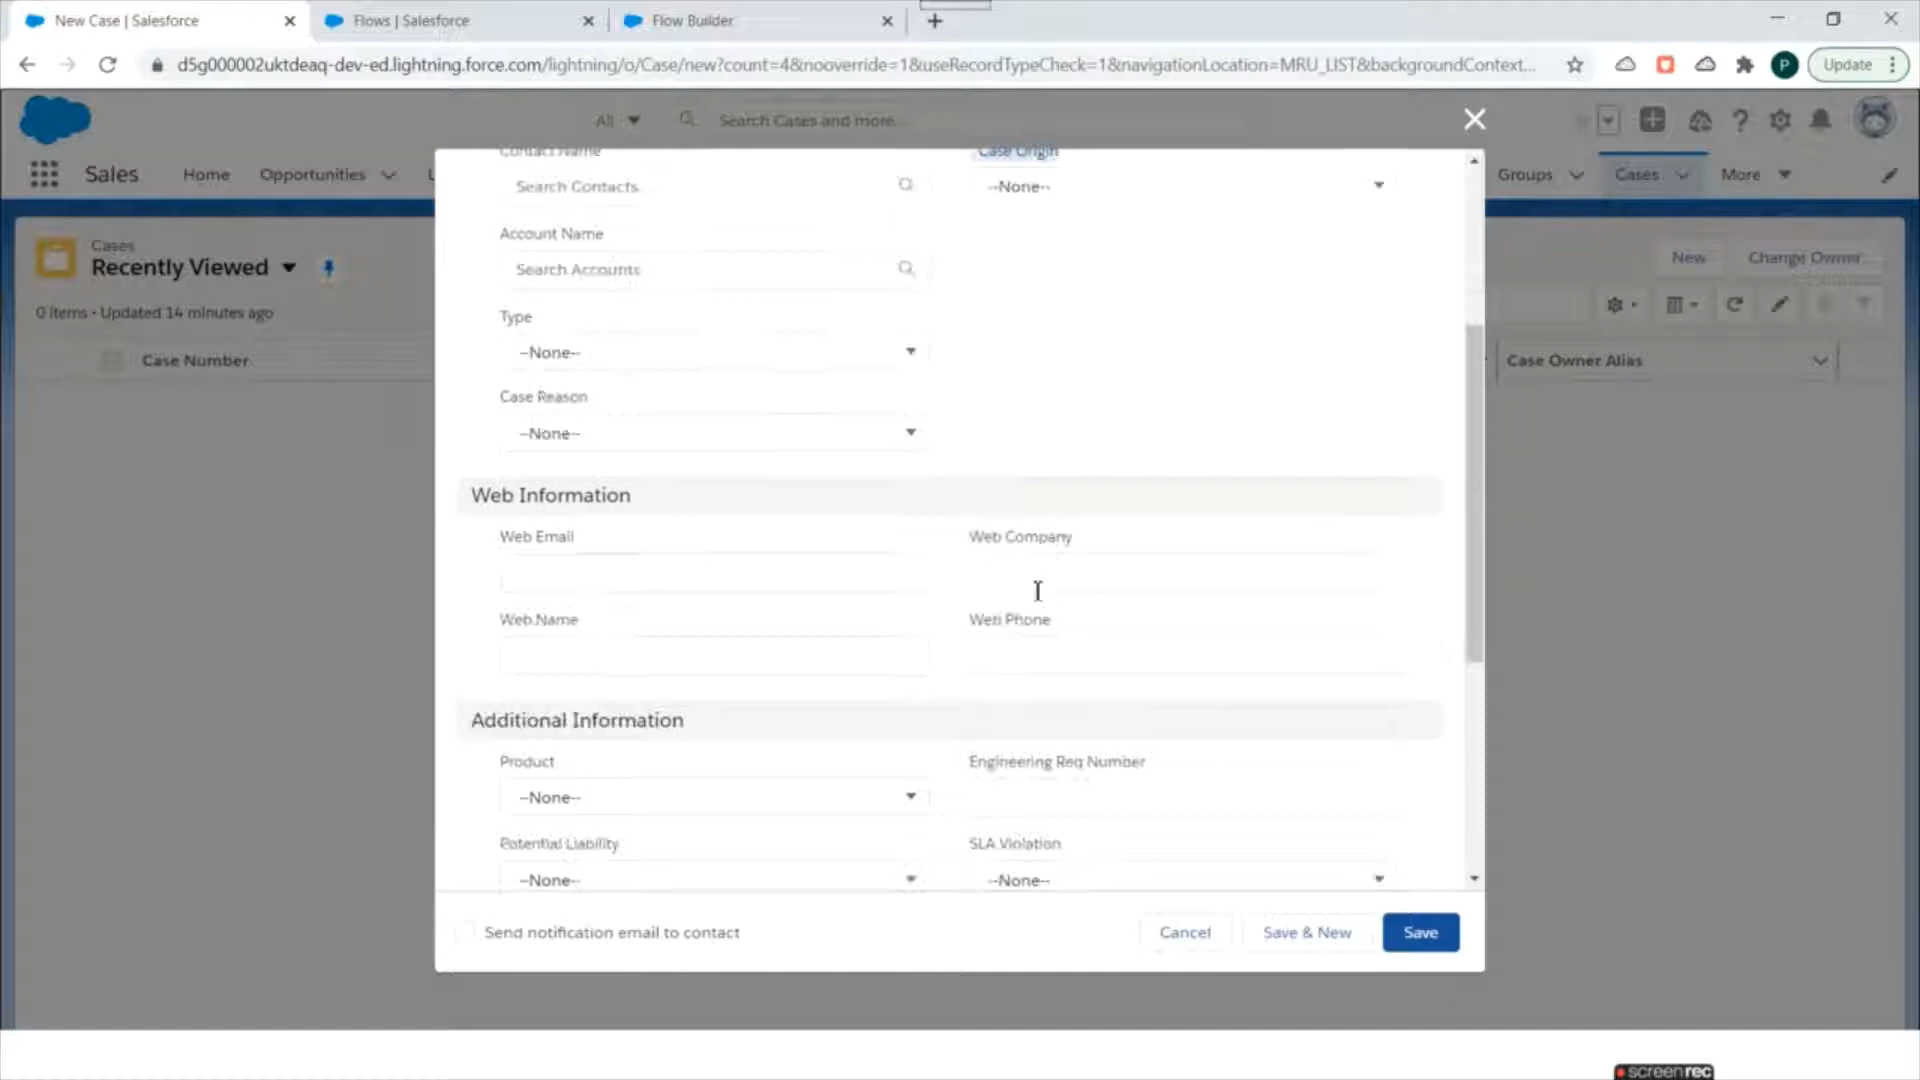 New Case | Salesforce
Flows | Salesforce
Flow Builder
d5g000002uktdeaq-dev-ed.lightning.force.com/lightning/o/Case/new?count=4&nooverride=1&useRecordTypeCheck=1&navigationLocation=MRU_LIST&backgroundContext...
P
Update
All
Search Cases and more...
Sales
Home
Opportunities
Groups
Cases
More
Cases
Recently Viewed
0 items • Updated 14 minutes ago
New
Change Owner
Case Number
Case Owner Alias
Contact Name
Case Origin
Search Contacts...
--None--
Account Name
Search Accounts
Type
--None--
Case Reason
--None--
Web Information
Web Email
Web Company
Web Name
Web Phone
Additional Information
Product
Engineering Req Number
--None--
Potential Liability
SLA Violation
--None--
--None--
Send notification email to contact
Cancel
Save & New
Save
screenrec